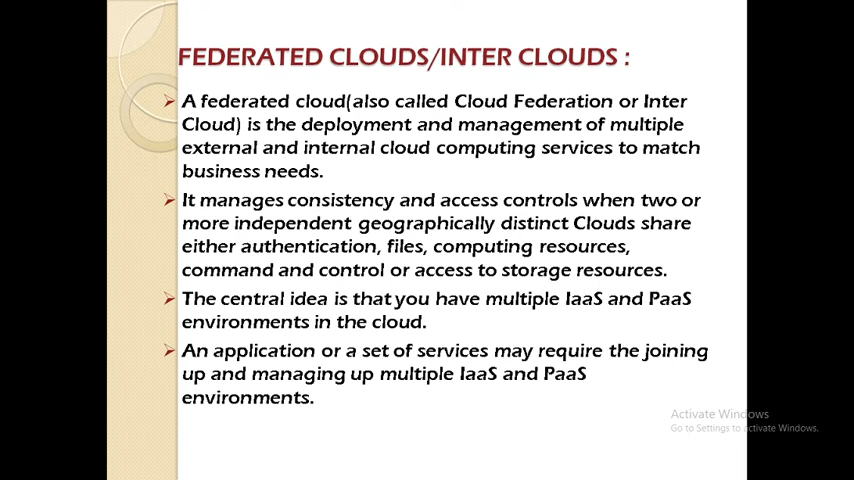 FEDERATED CLOUDS/INTER CLOUDS :
A federated cloud(also called Cloud Federation or Inter
Cloud) is the deployment and management of multiple
external and internal cloud computing services to match
business needs.
It manages consistency and access controls when two or
more independent geographically distinct Clouds share
either authentication, files, computing resources,
command and control or access to storage resources.
The central idea is that you have multiple IaaS and PaaS
environments in the cloud.
An application or a set of services may require the joining
up and managing up multiple IaaS and PaaS
environments.
Activate Windows
Go to Settings to activate Windows.